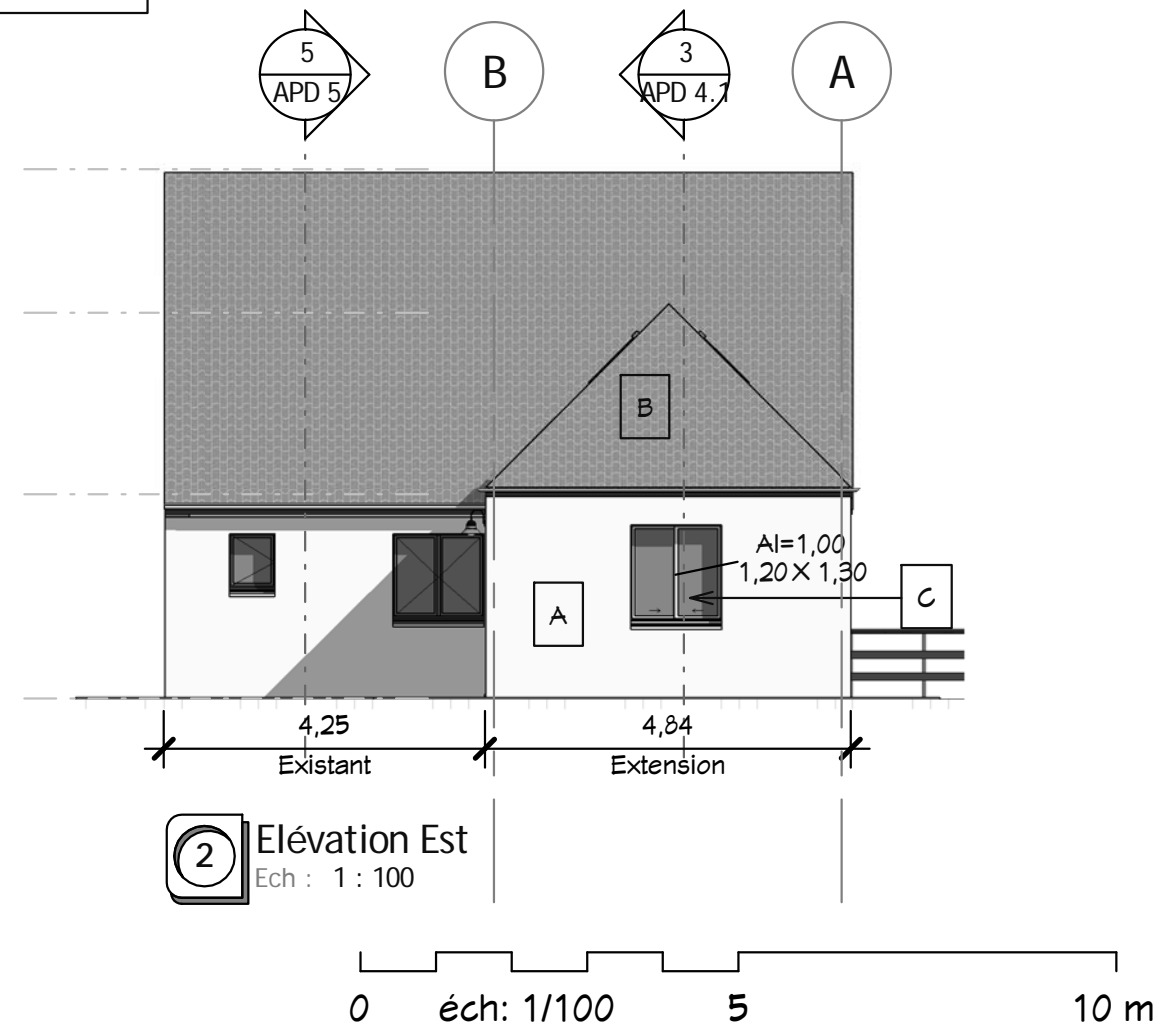 5
APD 5
B
3
APD 4.1
A
B
Al=1,00
1,20 X 1,30
C
A
4,25
4,84
Existant
Extension
2
Elévation Est
Ech : 1 : 100
0 éch: 1/100 5 10 m